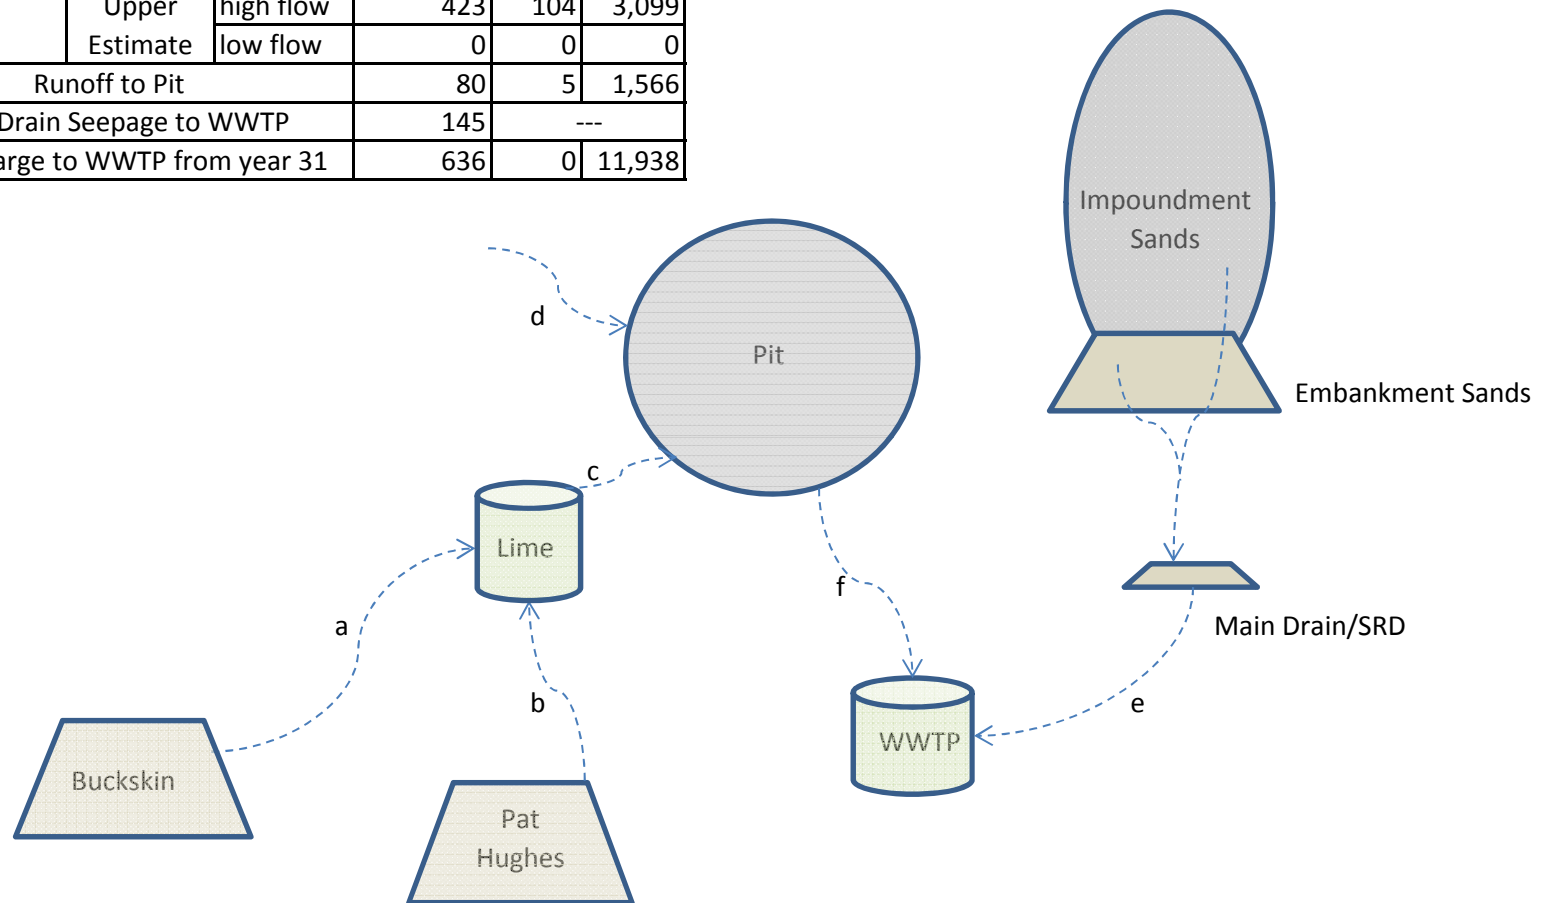 Upper high flow 423 104 3,099
Estimate low flow 0 0 0
Runoff to Pit 80 5 1,566
Drain Seepage to WWTP 145 ---
arge to WWTP from year 31 636 0 11,938
Impoundment
Sands
d
Pit
Embankment Sands
c
Lime
f
a
Main Drain/SRD
b
e
WWTP
Buckskin
Pat
Hughes